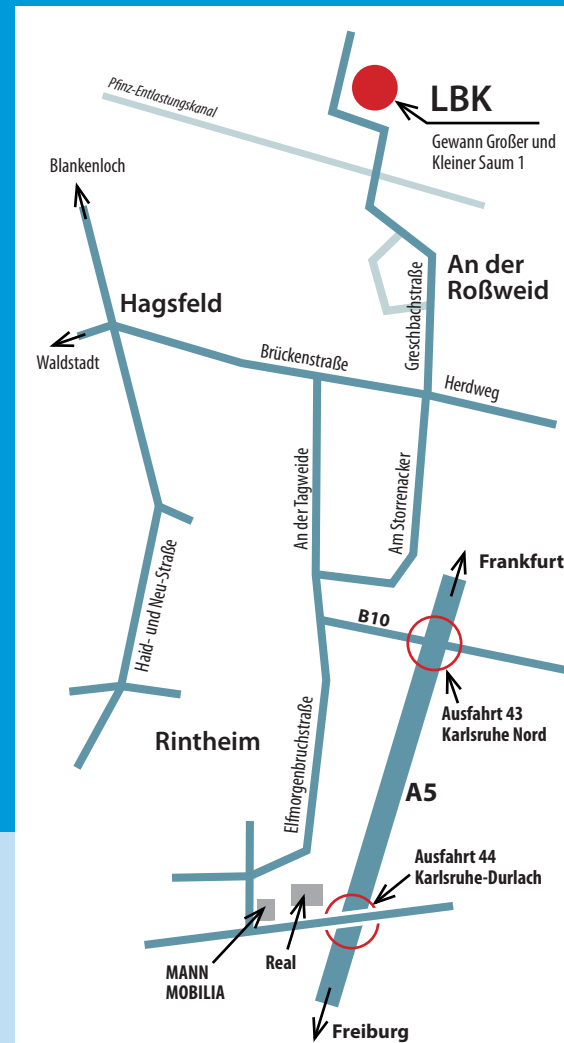 Pfinz-Entlastungskanal
LBK
Gewann Großer und
Kleiner Saum 1
Blankenloch
An der
Roßweid
Greschbachstraße
Hagsfeld
Waldstadt
Brückenstraße
Herdweg
An der Tagweide
Am Storrenacker
Haid- und Neu-Straße
Frankfurt
B10
Ausfahrt 43
Karlsruhe Nord
Rintheim
Elfmorgenbruchstraße
A5
Ausfahrt 44
Karlsruhe-Durlach
Real
MANN
MOBILIA
Freiburg